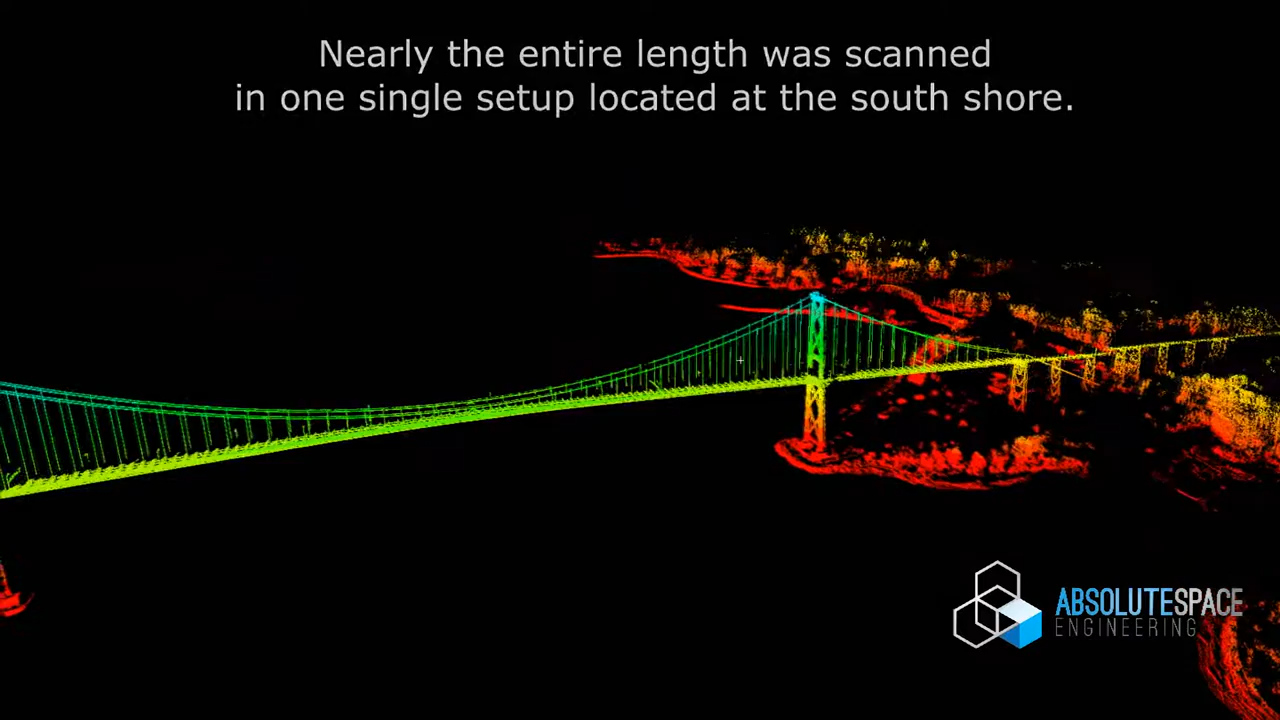 Nearly the entire length was scanned
in one single setup located at the south shore.
ABSOLUTESPACE
ENGINEERING